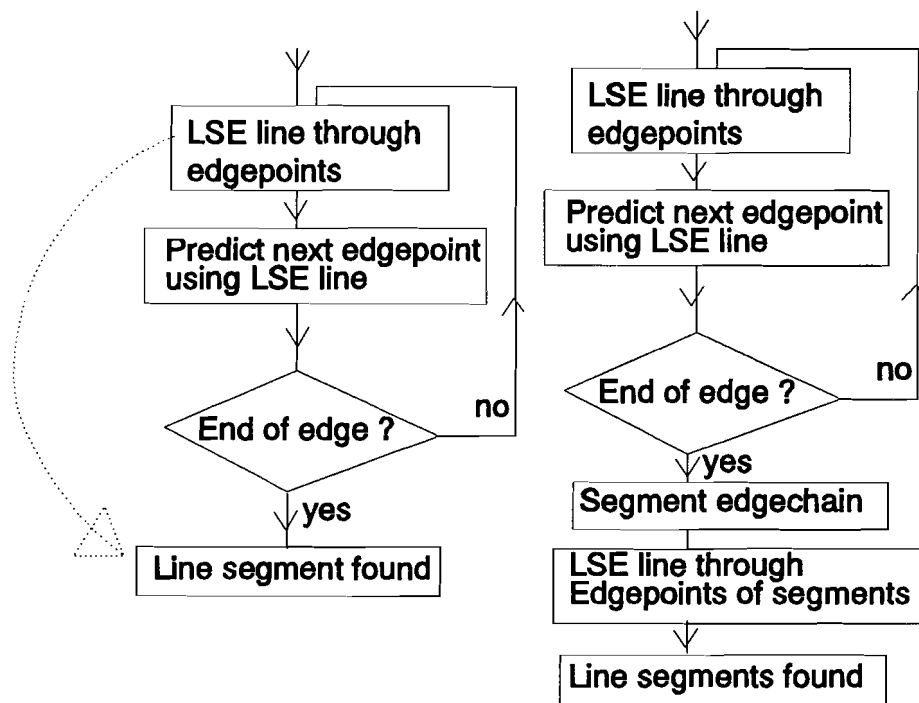 LSE line through
edgepoints
Predict next edgepoint
using LSE line
End of edge ?
no
yes
Line segment found
LSE line through
edgepoints
Predict next edgepoint
using LSE line
End of edge ?
no
yes
Segment edgechain
LSE line through
Edgepoints of segments
Line segments found